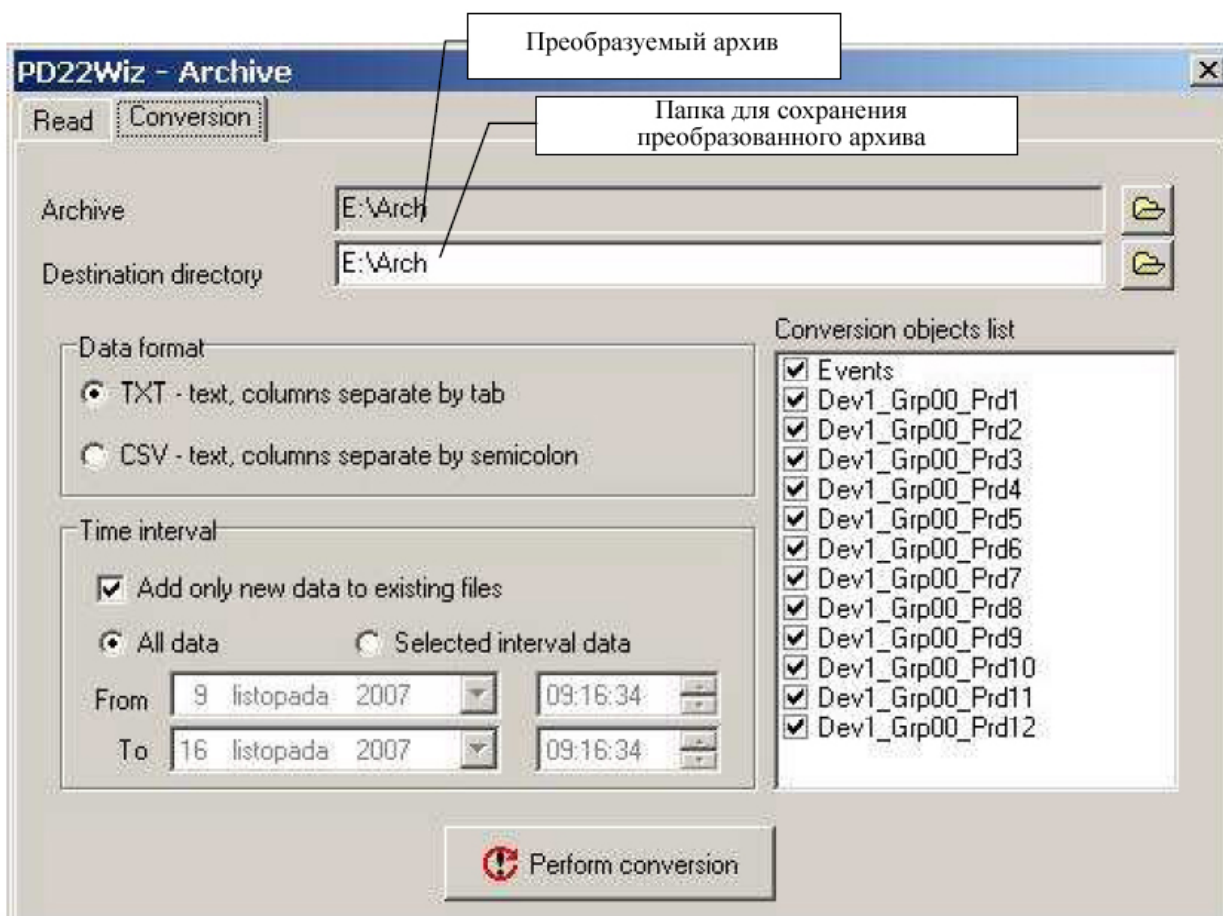 Преобразуемый архив
PD22Wiz - Archive
Read
Conversion
Папка для сохранения
преобразованного архива
Archive
E:\Arch
Destination directory
E:\Arch
Data format
TXT - text, columns separate by tab
CSV - text, columns separate by semicolon
Time interval
Add only new data to existing files
All data
Selected interval data
From
9 listopada 2007
09:16:34
To
16 listopada 2007
09:16:34
Conversion objects list
Events
Dev1_Grp00_Prd1
Dev1_Grp00_Prd2
Dev1_Grp00_Prd3
Dev1_Grp00_Prd4
Dev1_Grp00_Prd5
Dev1_Grp00_Prd6
Dev1_Grp00_Prd7
Dev1_Grp00_Prd8
Dev1_Grp00_Prd9
Dev1_Grp00_Prd10
Dev1_Grp00_Prd11
Dev1_Grp00_Prd12
Perform conversion